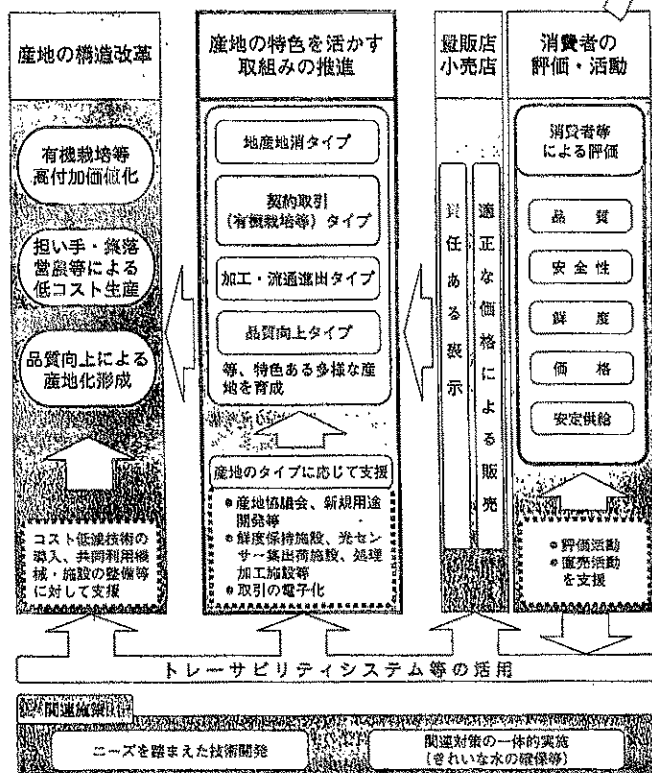 産地の構造改革
有機栽培等
高付加価値化
担い手・集落
営農等による
低コスト生産
品質向上による
産地化形成
コスト低減技術の
導入、共同利用機
械・施設の整備等
に対して支援
産地の特色を活かす
取組みの推進
地産地消タイプ
契約取引
(有機栽培等)タイプ
加工・流通進出タイプ
品質向上タイプ
等、特色ある多様な産
地を育成
産地のタイプに応じて支援
●産地協議会、新規用途
開発等
●鮮度保持施設、光セン
サー集出荷施設、処理
加工施設等
●取引の電子化
量販店
小売店
責任ある表示
適正な価格による販売
消費者の
評価・活動
消費者等
による評価
品質
安全性
鮮度
価格
安定供給
●評価活動
●直売活動
を支援
トレーサビリティシステム等の活用
関連施策
ニーズを踏まえた技術開発
関連対策の一体的実施
(きれいな水の確保等)